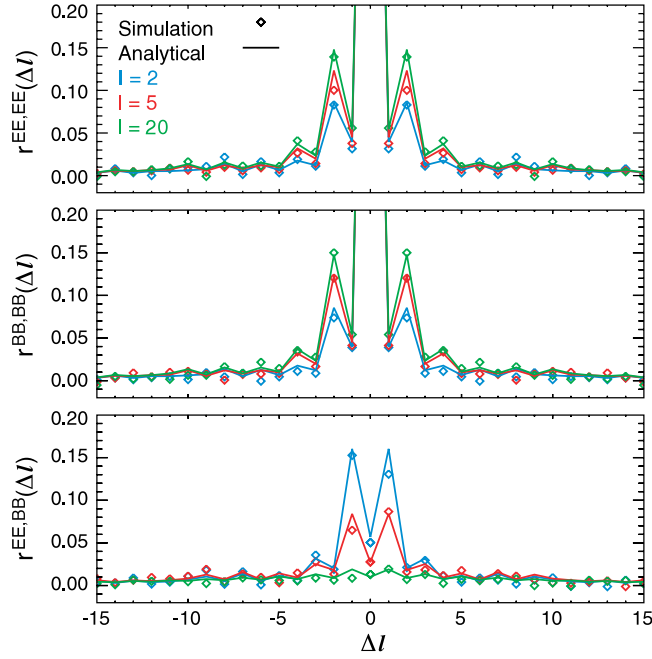 0.20
Simulation
Analytical
l = 2
l = 5
l = 20
0.15
0.10
0.05
0.00
r^{EE,EE}(Δl)
0.20
0.15
0.10
0.05
0.00
r^{BB,BB}(Δl)
0.20
0.15
0.10
0.05
0.00
r^{EE,BB}(Δl)
-15 -10 -5 0 5 10 15
Δl